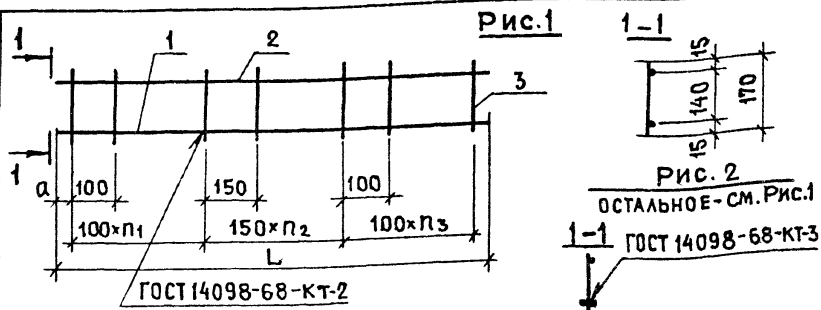 Рис.1
1
1
2
3
1
а
100
150
100
100×n1
150×n2
100×n3
L
ГОСТ 14098-68-КТ-2
1-1
15
140
170
15
Рис. 2
ОСТАЛЬНОЕ-СМ. РИС.1
1-1
ГОСТ 14098-68-КТ-3